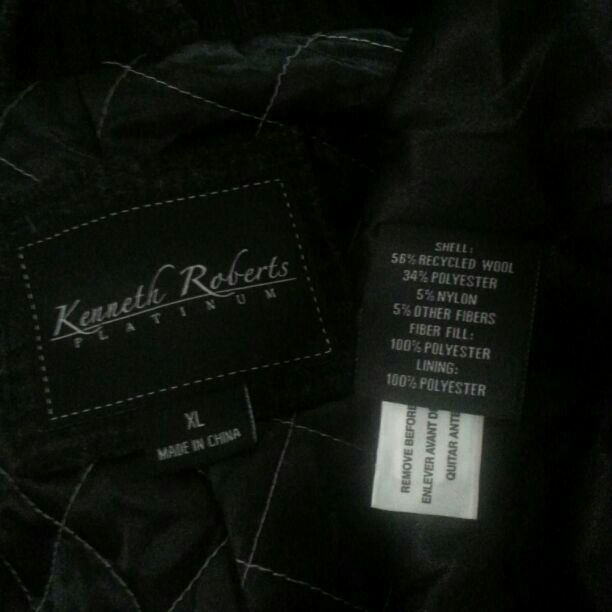 Kenneth Roberts
PLATINUM
XL
MADE IN CHINA
SHELL:
56% RECYCLED WOOL
34% POLYESTER
5% NYLON
5% OTHER FIBERS
FIBER FILL:
100% POLYESTER
LINING:
100% POLYESTER
REMOVE BEFORE
ENLEVER AVANT D
QUITAR ANTE